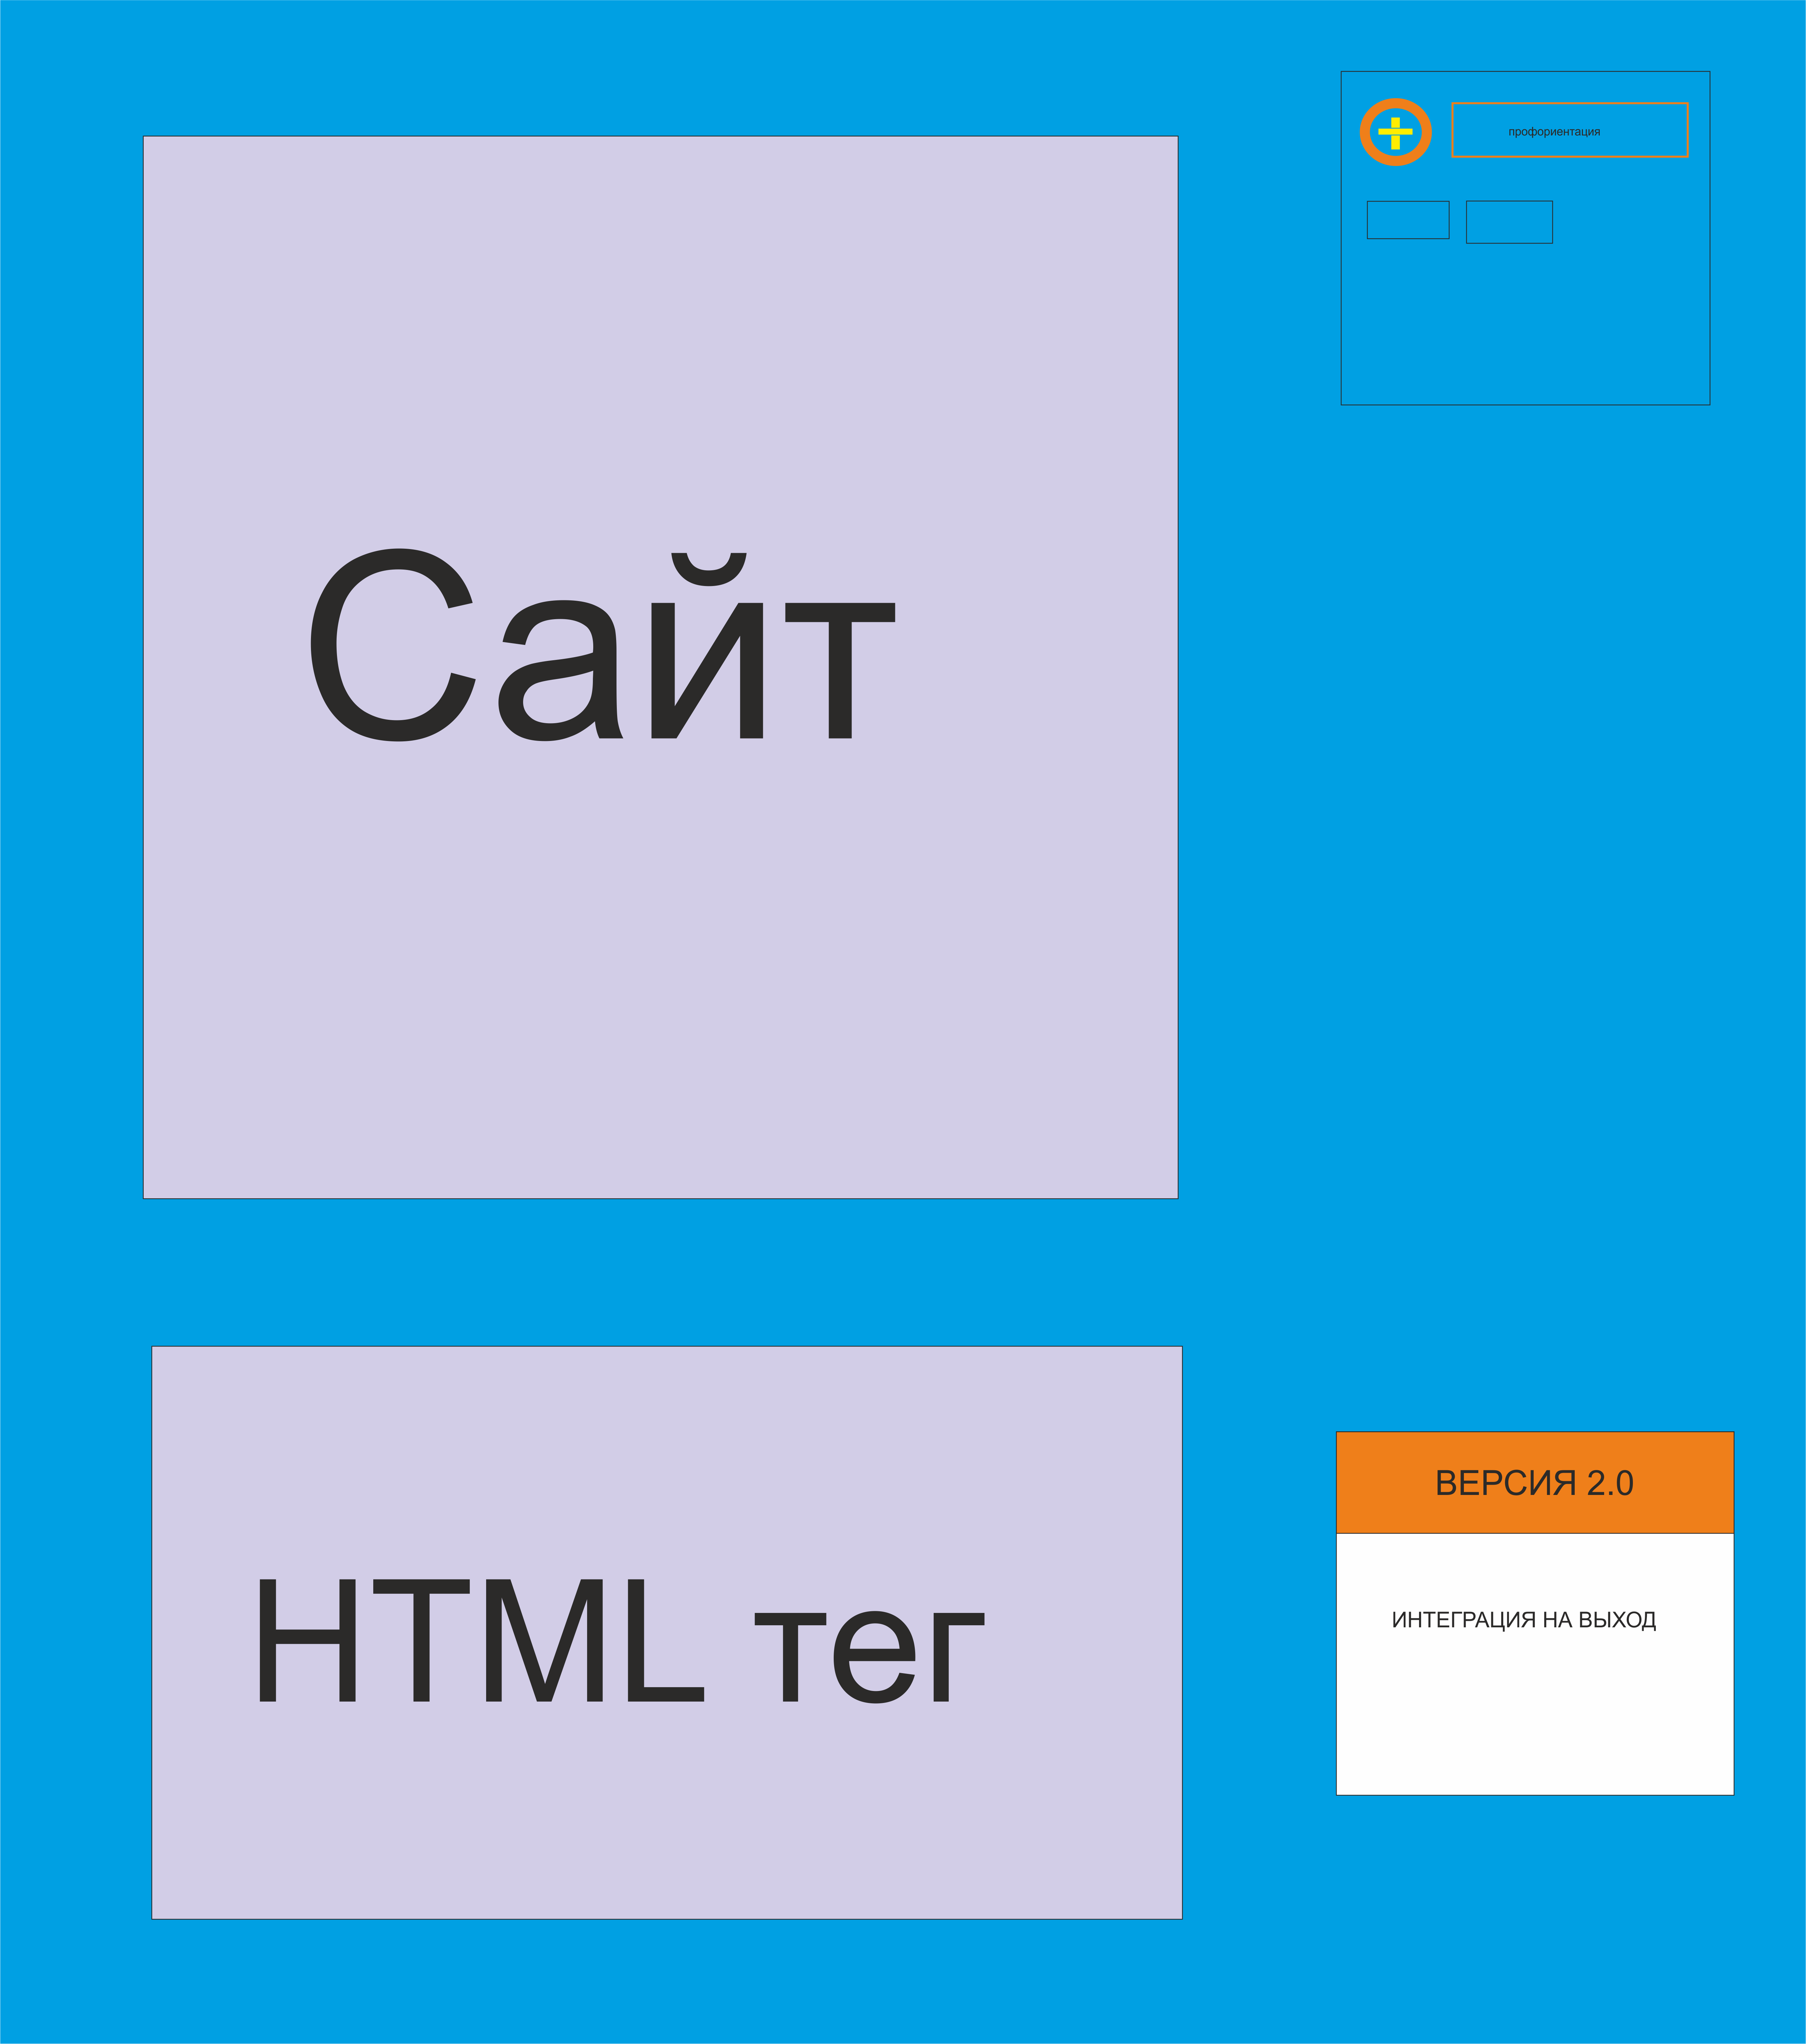 профориентация
Сайт
HTML тег
ВЕРСИЯ 2.0
ИНТЕГРАЦИЯ НА ВЫХОД